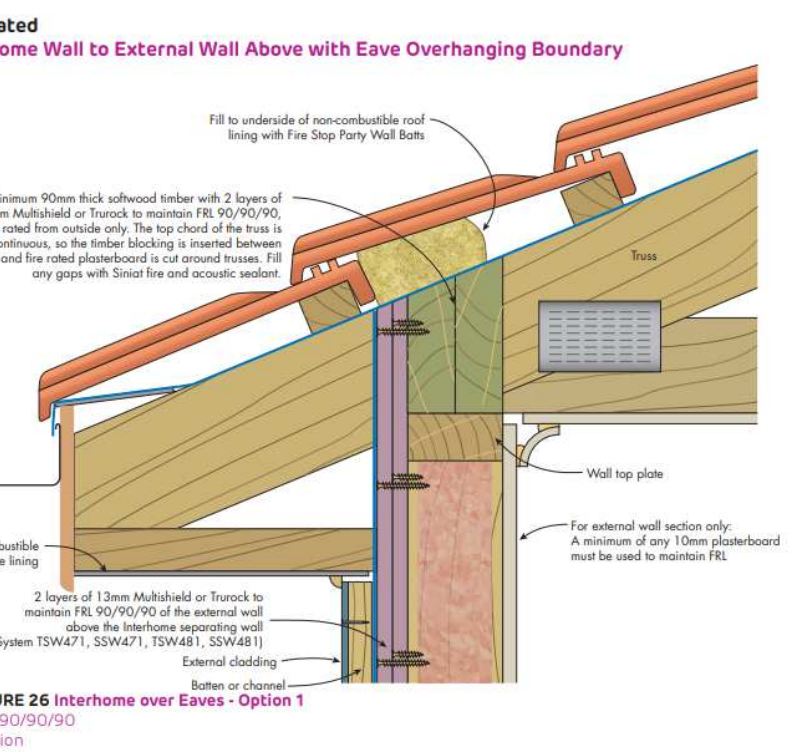 ated
ome Wall to External Wall Above with Eave Overhanging Boundary
Fill to underside of non-combustible roof
lining with Fire Stop Party Wall Batts
inimum 90mm thick softwood timber with 2 layers of
m Multishield or Trurock to maintain FRL 90/90/90,
rated from outside only. The top chord of the truss is
ontinuous, so the timber blocking is inserted between
and fire rated plasterboard is cut around trusses. Fill
any gaps with Siniat fire and acoustic sealant.
Truss
Wall top plate
For external wall section only:
A minimum of any 10mm plasterboard
must be used to maintain FRL
bustible
e lining
2 layers of 13mm Multishield or Trurock to
maintain FRL 90/90/90 of the external wall
above the Interhome separating wall
System TSW471, SSW471, TSW481, SSW481)
External cladding
Batten or channel
URE 26 Interhome over Eaves - Option 1
90/90/90
ion